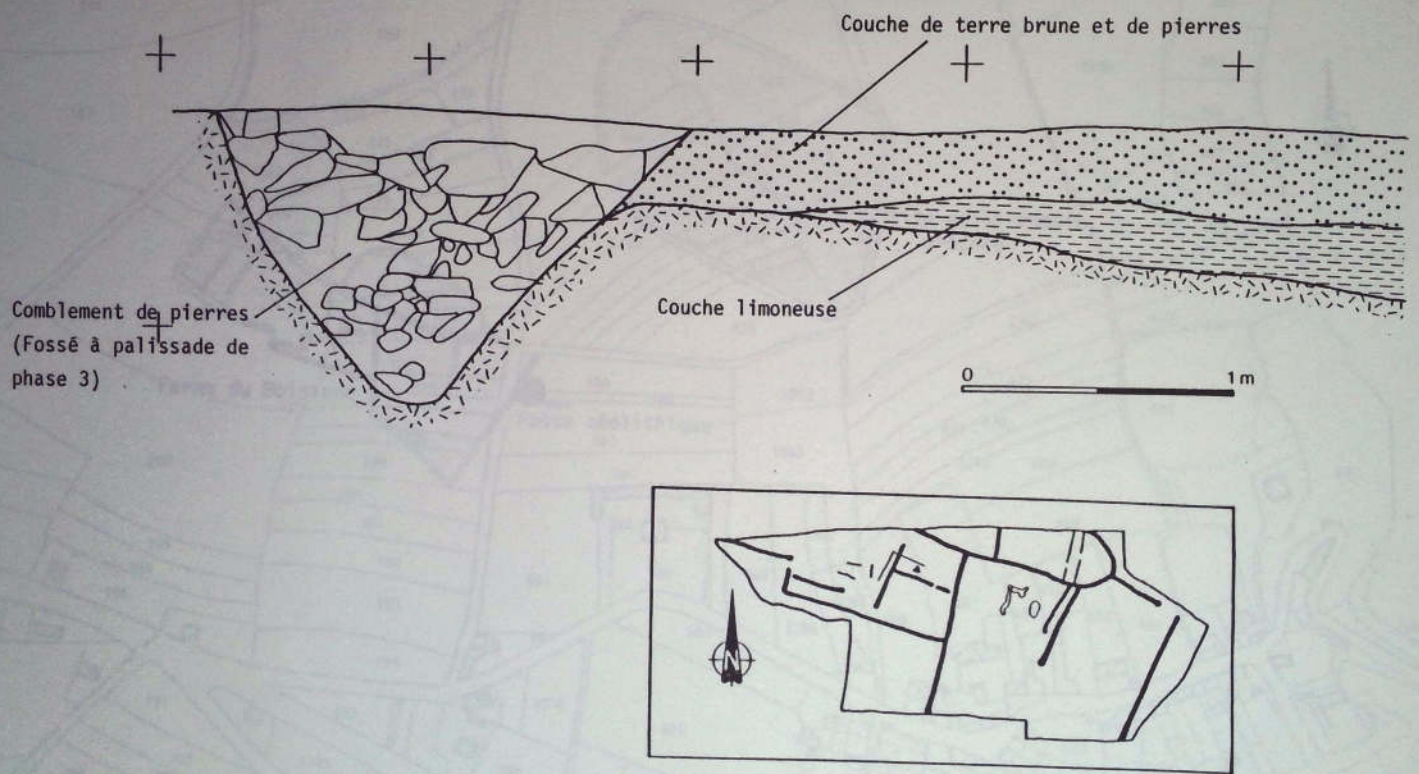 Couche de terre brune et de pierres
Comblement de pierres
(Fossé à palissade de
phase 3)
Couche limoneuse
0 1 m
N